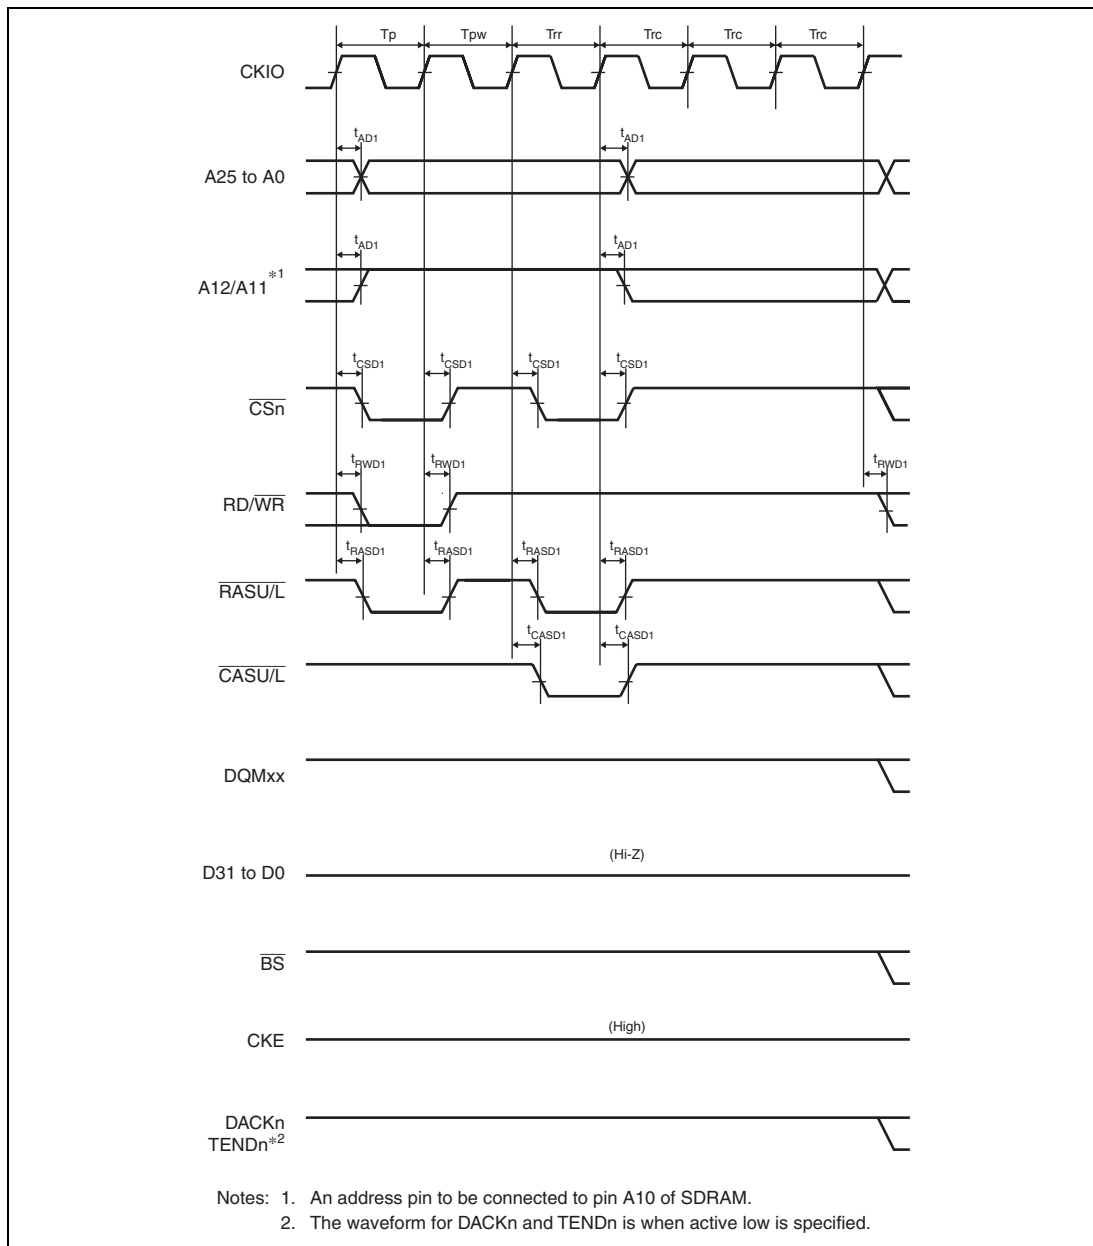 Tp Tpw Trr Trc Trc Trc
CKIO
tAD1 tAD1
A25 to A0
tAD1 tAD1
A12/A11*1
tCSD1 tCSD1 tCSD1 tCSD1
CSn
tRWD1 tRWD1 tRWD1
RD/WR
tRASD1 tRASD1 tRASD1 tRASD1
RASU/L
tCASD1 tCASD1
CASU/L
DQMxx
(Hi-Z)
D31 to D0
BS
(High)
CKE
DACKn
TENDn*2
Notes: 1. An address pin to be connected to pin A10 of SDRAM.
2. The waveform for DACKn and TENDn is when active low is specified.